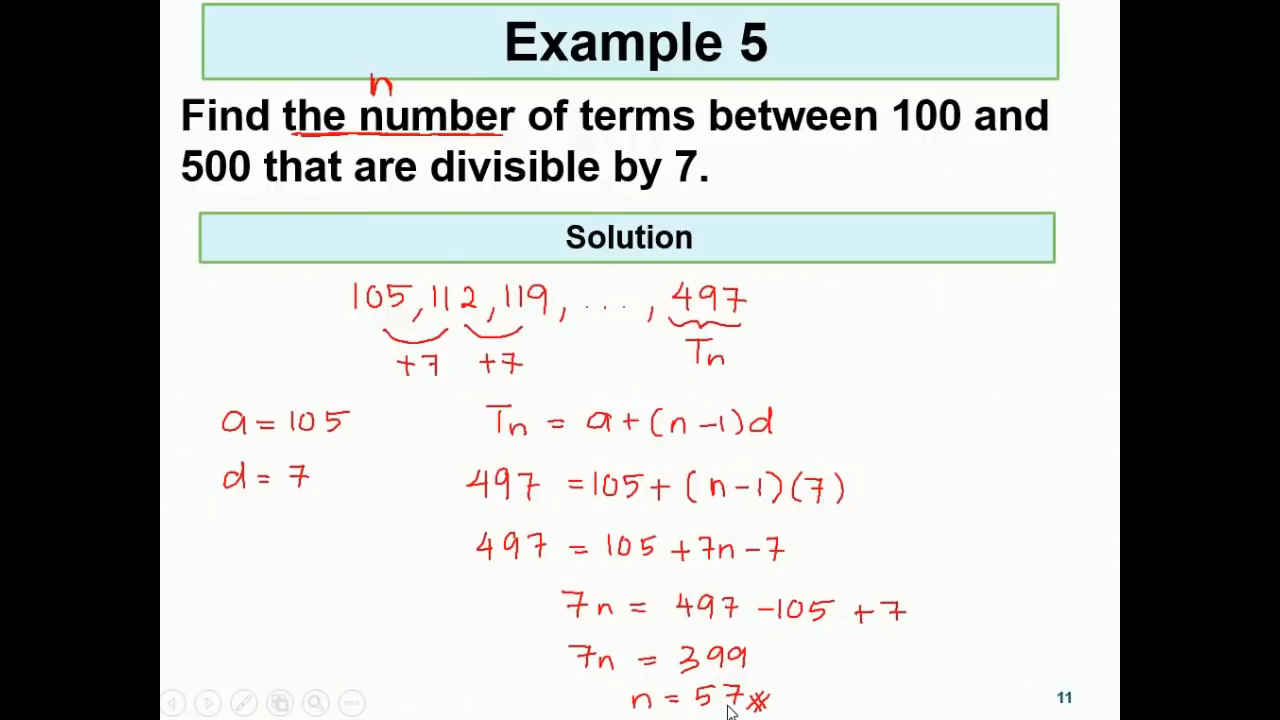 Example 5
n
Find the number of terms between 100 and
500 that are divisible by 7.
Solution
105, 112, 119, ..., 497
+7 +7 Tn
a = 105 Tn = a + (n - 1)d
d = 7 497 = 105 + (n - 1)(7)
497 = 105 + 7n - 7
7n = 497 - 105 + 7
7n = 399
n = 57
11